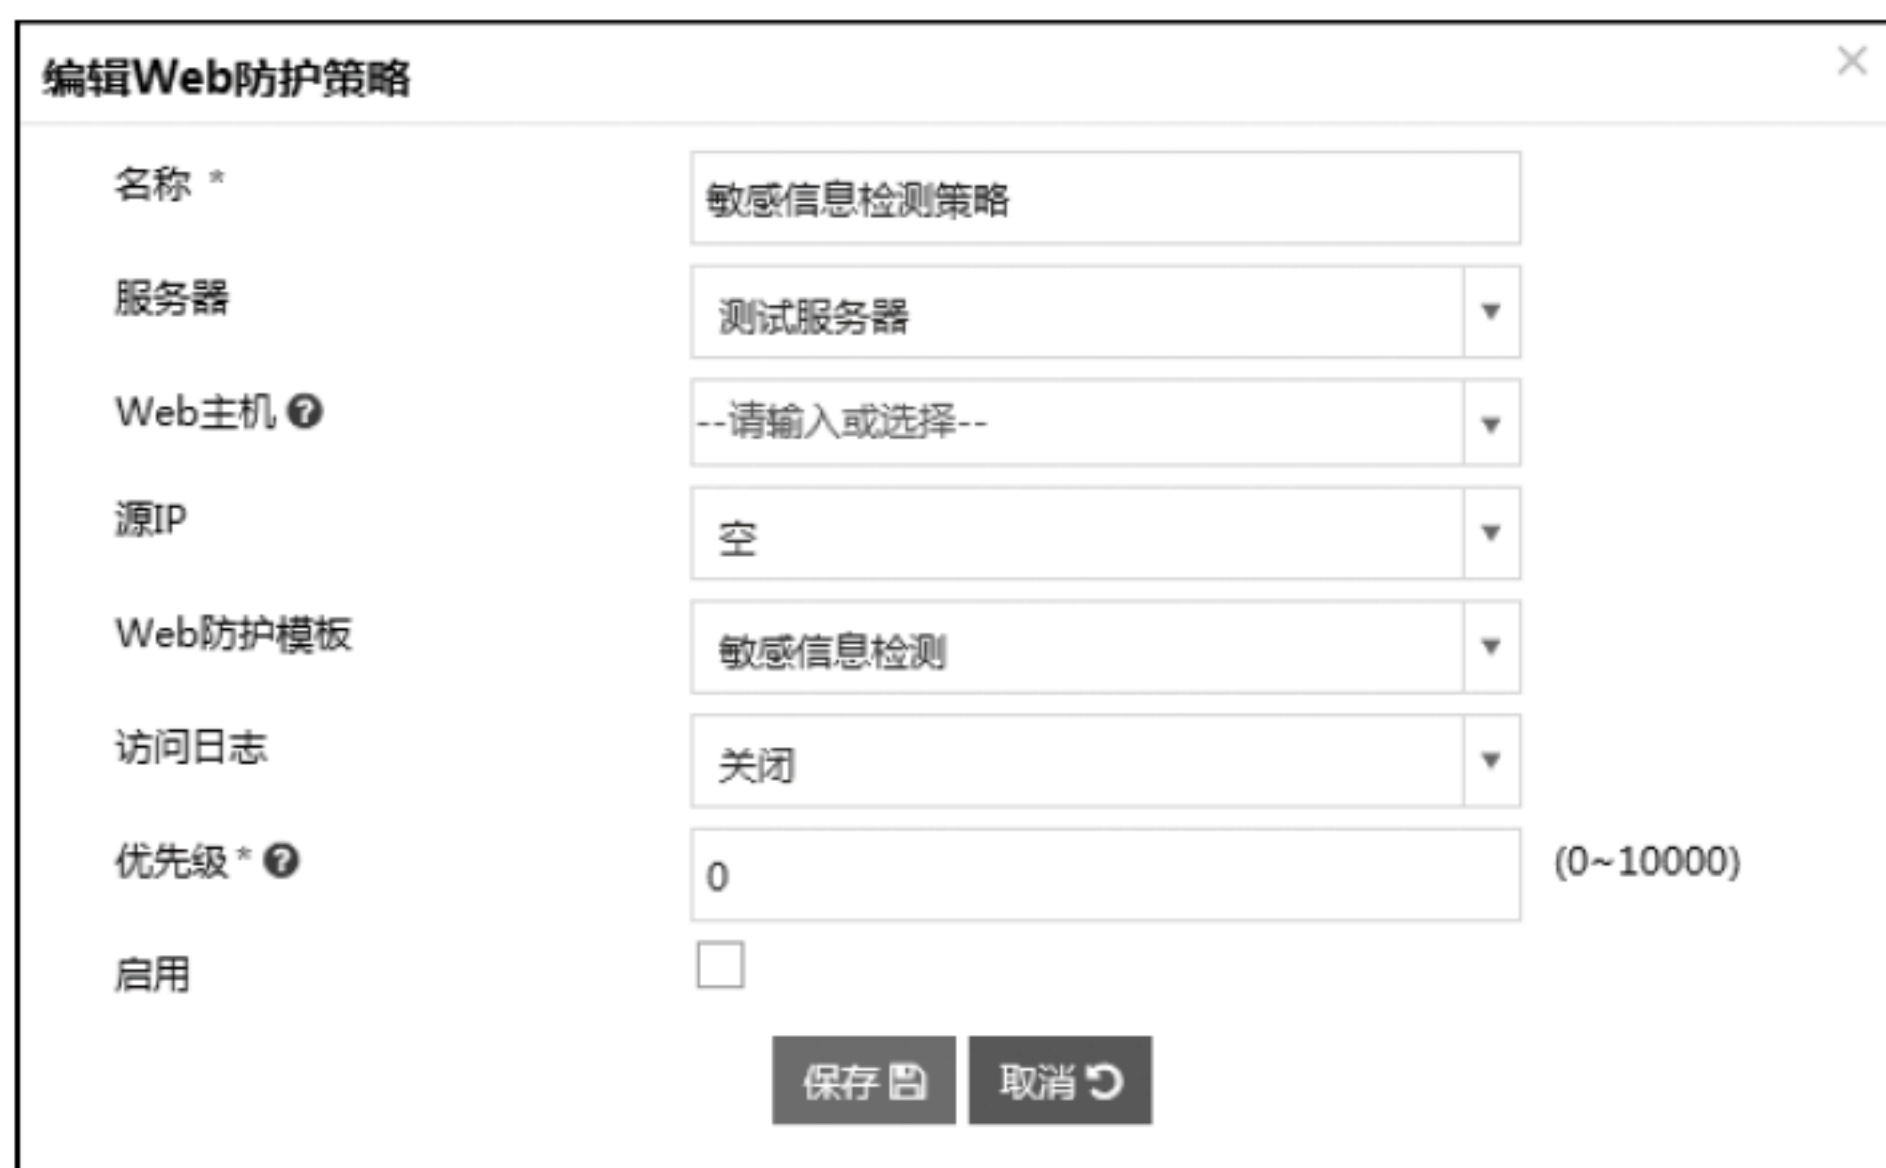 编辑Web防护策略
名称 * 敏感信息检测策略
服务器 测试服务器
Web主机 --请输入或选择--
源IP 空
Web防护模板 敏感信息检测
访问日志 关闭
优先级 * 0 (0~10000)
启用
保存 取消